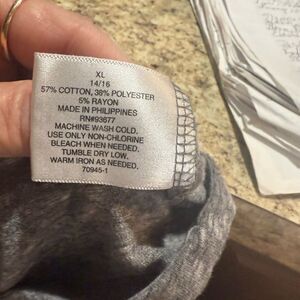 XL
14/16
57% COTTON, 38% POLYESTER
5% RAYON
MADE IN PHILIPPINES
RN#93677
MACHINE WASH COLD.
USE ONLY NON-CHLORINE
BLEACH WHEN NEEDED.
TUMBLE DRY LOW.
WARM IRON AS NEEDED.
70945-1